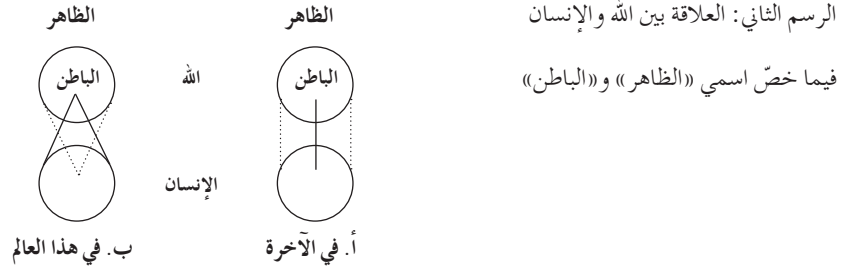 الرسم الثاني: العلاقة بين الله والإنسان
فيما خصّ اسمي «الظاهر» و«الباطن»
الظاهر
الظاهر
الباطن
الله
الباطن
الإنسان
أ. في الآخرة
ب. في هذا العالم